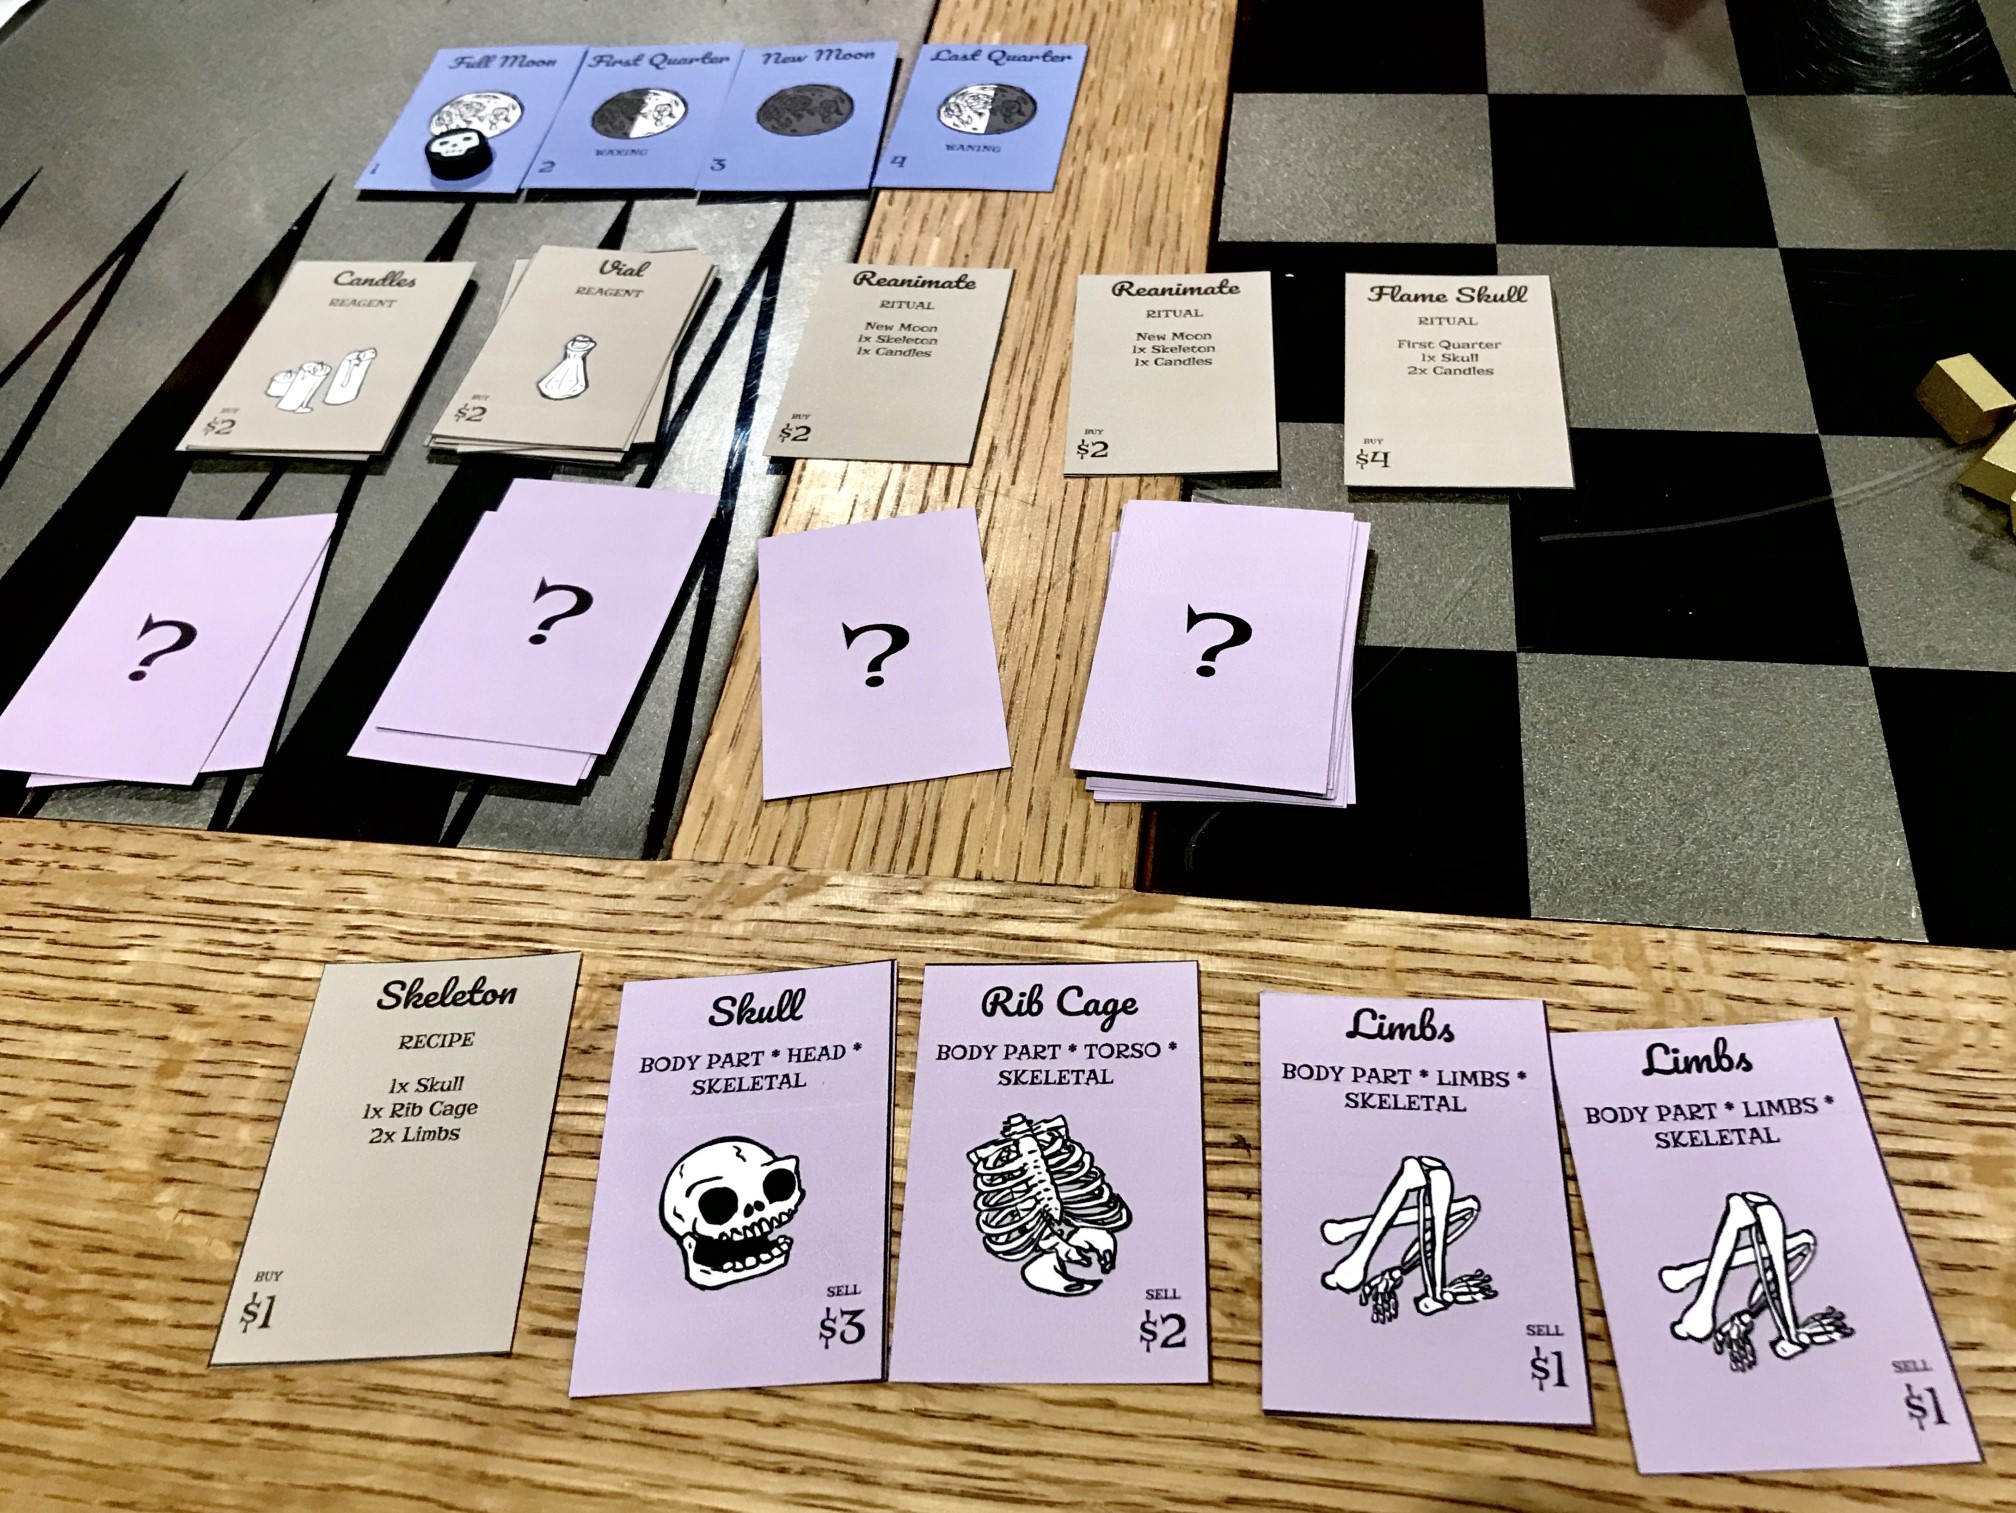 Full Moon
1
First Quarter
WAXING
2
New Moon
3
Last Quarter
WANING
4
Candles
REAGENT
BUY
$2
Vial
REAGENT
BUY
$2
Reanimate
RITUAL
New Moon
1x Skeleton
1x Candles
BUY
$2
Reanimate
RITUAL
New Moon
1x Skeleton
1x Candles
BUY
$2
Flame Skull
RITUAL
First Quarter
1x Skull
2x Candles
BUY
$4
?
?
?
?
Skeleton
RECIPE
1x Skull
1x Rib Cage
2x Limbs
BUY
$1
Skull
BODY PART * HEAD *
SKELETAL
SELL
$3
Rib Cage
BODY PART * TORSO *
SKELETAL
SELL
$2
Limbs
BODY PART * LIMBS *
SKELETAL
SELL
$1
Limbs
BODY PART * LIMBS *
SKELETAL
SELL
$1